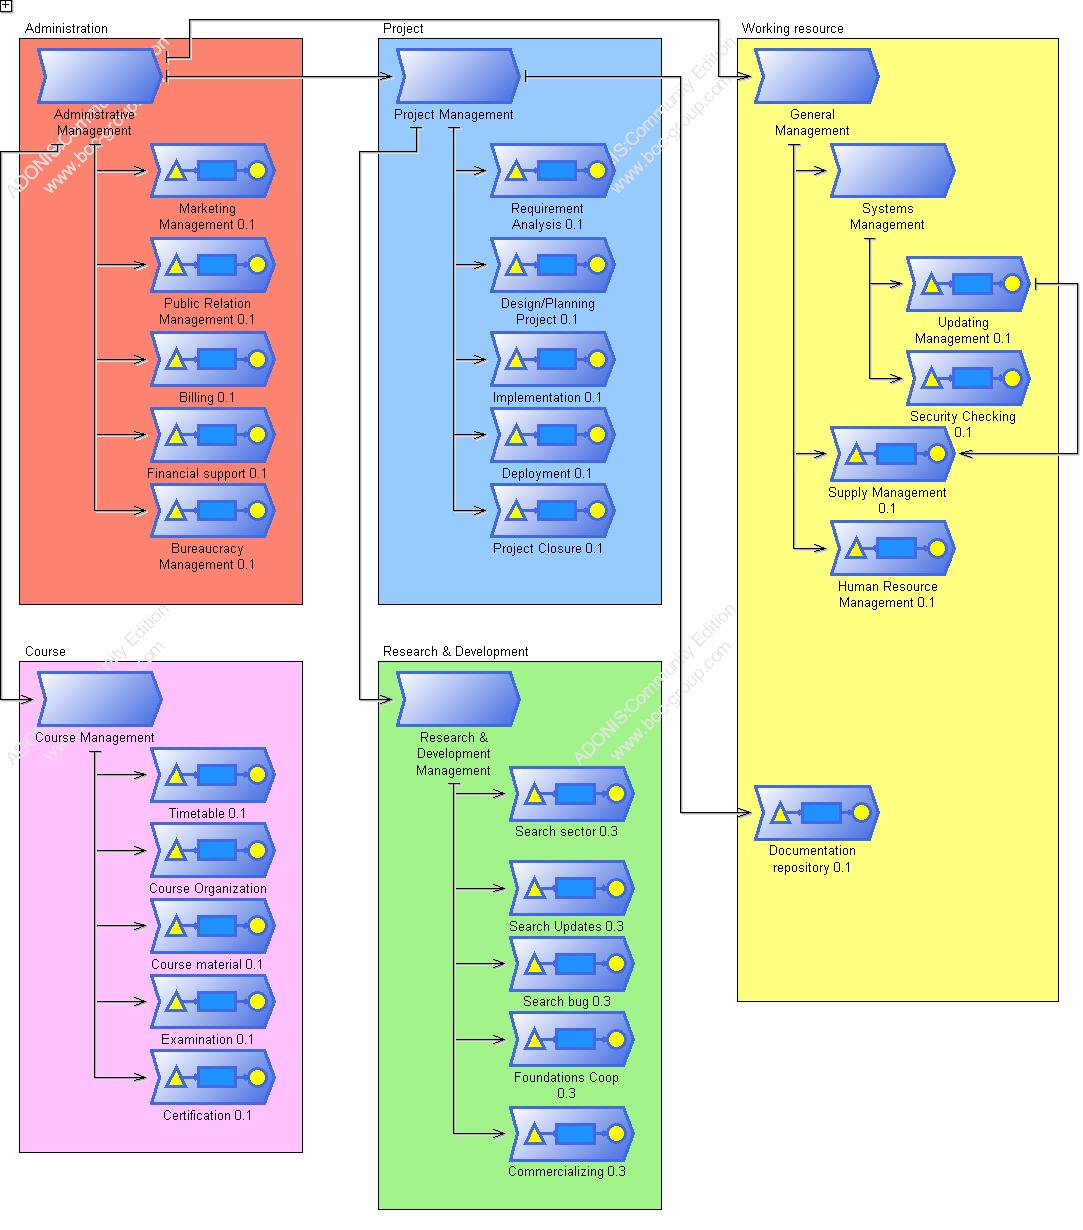 Administration
Administrative
Management
Marketing
Management 0.1
Public Relation
Management 0.1
Billing 0.1
Financial support 0.1
Bureaucracy
Management 0.1
Project
Project Management
Requirement
Analysis 0.1
Design/Planning
Project 0.1
Implementation 0.1
Deployment 0.1
Project Closure 0.1
Working resource
General
Management
Systems
Management
Updating
Management 0.1
Security Checking
0.1
Supply Management
0.1
Human Resource
Management 0.1
Documentation
repository 0.1
Course
Course Management
Timetable 0.1
Course Organization
Course material 0.1
Examination 0.1
Certification 0.1
Research & Development
Research &
Development
Management
Search sector 0.3
Search Updates 0.3
Search bug 0.3
Foundations Coop
0.3
Commercializing 0.3
ADONIS:Community Edition
www.boc-group.com